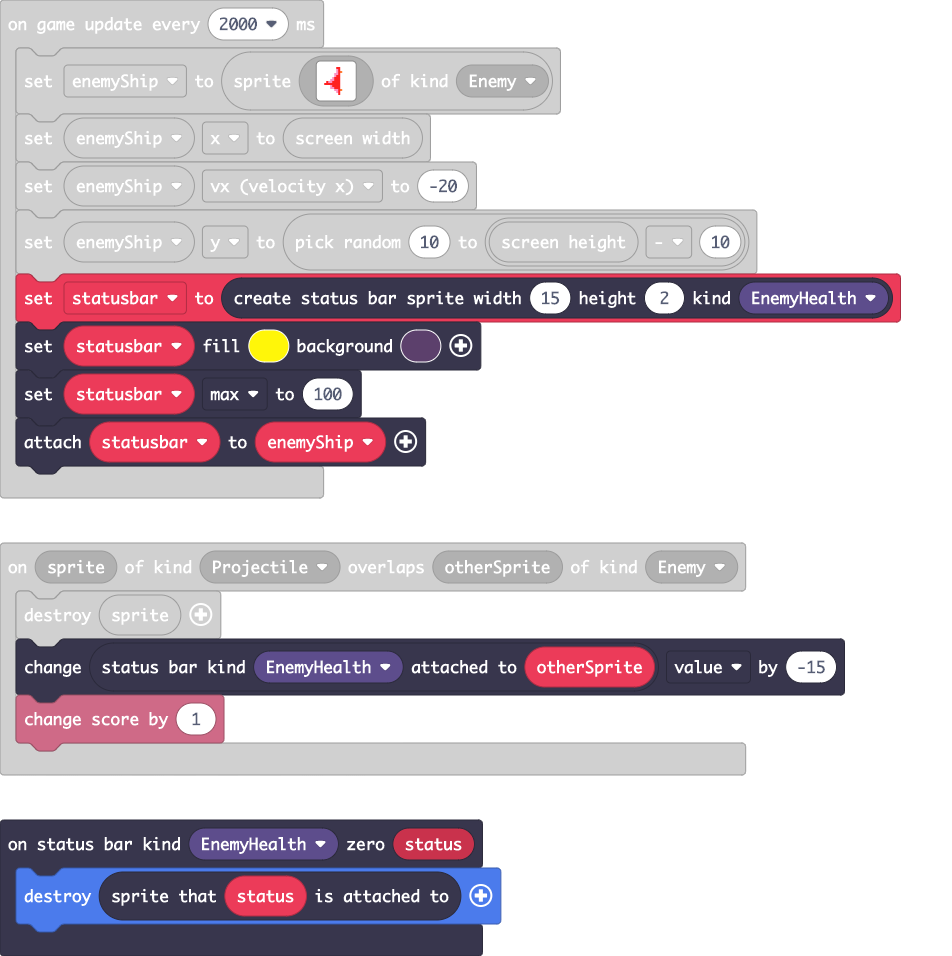 on game update every 2000 ms
set enemyShip to sprite of kind Enemy
set enemyShip x to screen width
set enemyShip vx (velocity x) to -20
set enemyShip y to pick random 10 to screen height - 10
set statusbar to create status bar sprite width 15 height 2 kind EnemyHealth
set statusbar fill background
set statusbar max to 100
attach statusbar to enemyShip
on sprite of kind Projectile overlaps otherSprite of kind Enemy
destroy sprite
change status bar kind EnemyHealth attached to otherSprite value by -15
change score by 1
on status bar kind EnemyHealth zero status
destroy sprite that status is attached to